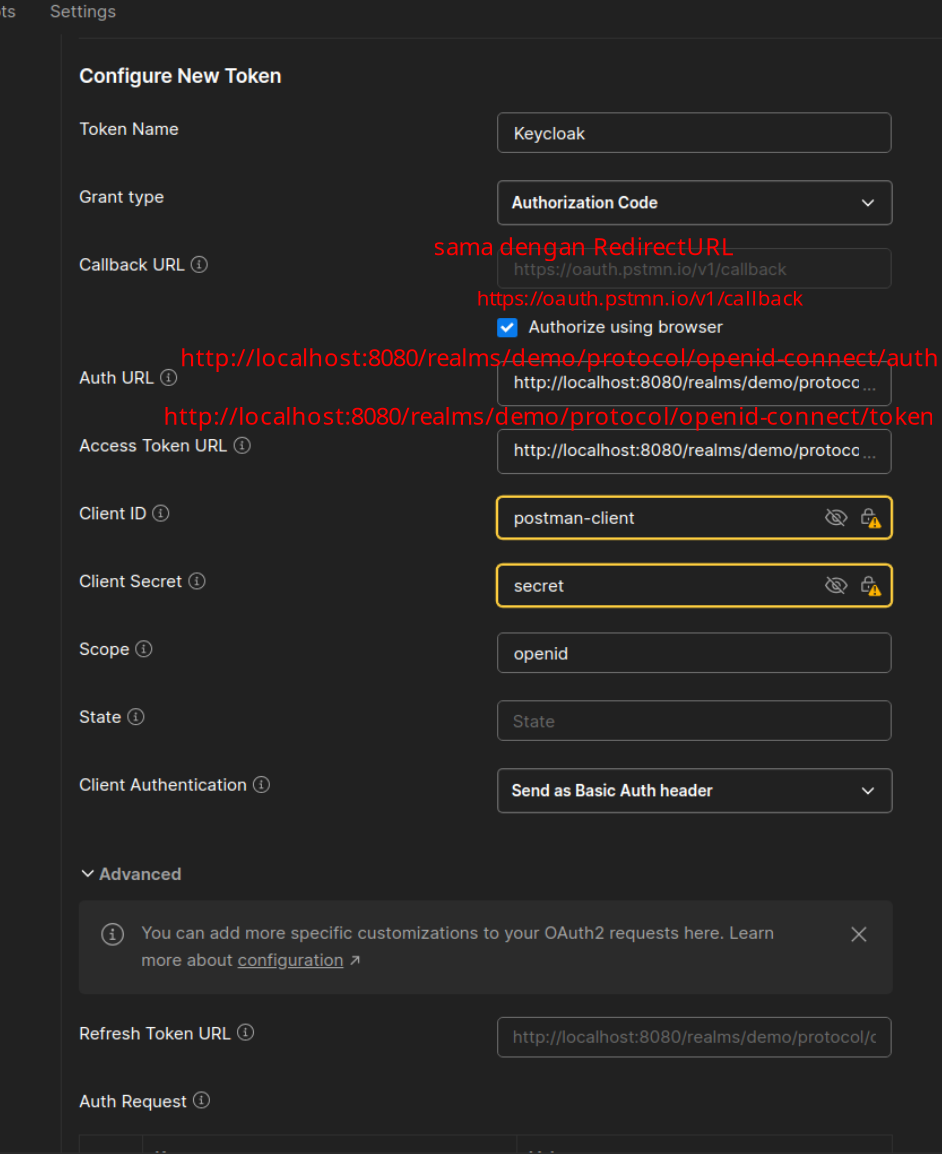 ts Settings
Configure New Token
Token Name
Keycloak
Grant type
Authorization Code
sama dengan RedirectURL
Callback URL
https://oauth.pstmn.io/v1/callback
https://oauth.pstmn.io/v1/callback
Authorize using browser
http://localhost:8080/realms/demo/protocol/openid-connect/auth
Auth URL
http://localhost:8080/realms/demo/protoco ...
http://localhost:8080/realms/demo/protocol/openid-connect/token
Access Token URL
http://localhost:8080/realms/demo/protoco ...
Client ID
postman-client
Client Secret
secret
Scope
openid
State
State
Client Authentication
Send as Basic Auth header
Advanced
You can add more specific customizations to your OAuth2 requests here. Learn
more about configuration ↗
Refresh Token URL
http://localhost:8080/realms/demo/protocol/c
Auth Request